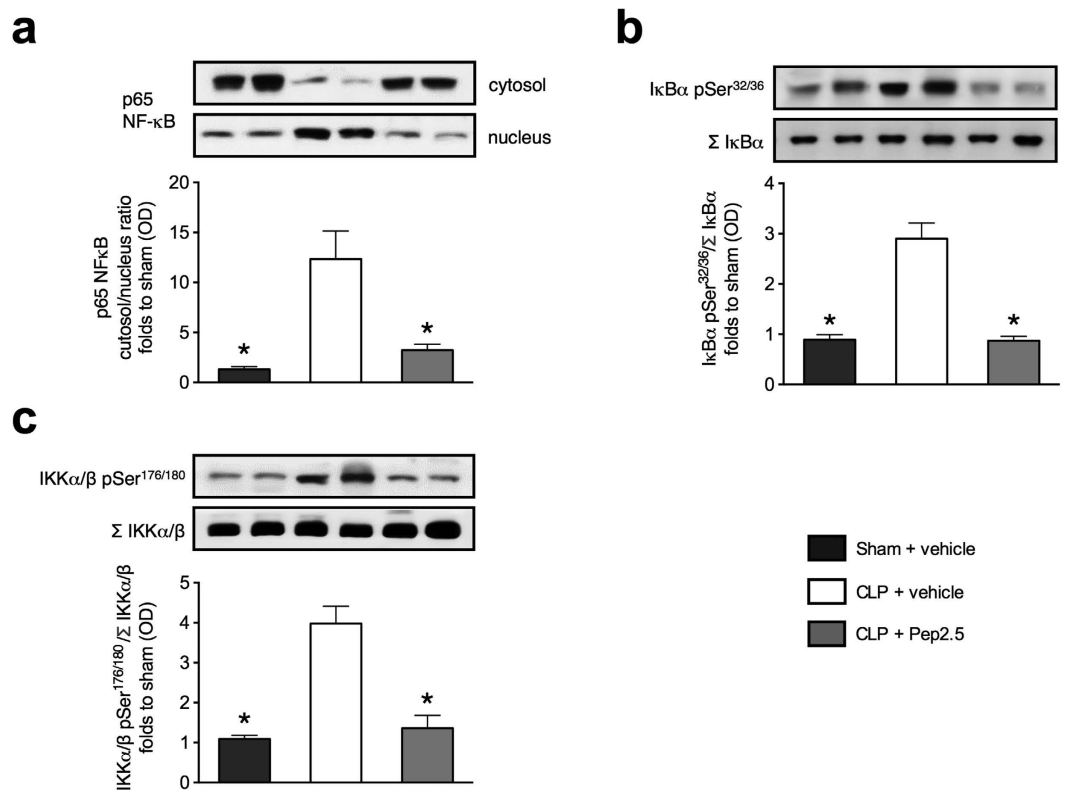 a
p65
NF-κB
cytosol
nucleus
p65 NFκB
cutosol/nucleus ratio
folds to sham (OD)
20
15
10
5
0
*
*
b
IκBα pSer32/36
Σ IκBα
IκBα pSer32/36/Σ IκBα
folds to sham (OD)
4
3
2
1
0
*
*
c
IKKα/β pSer176/180
Σ IKKα/β
IKKα/β pSer176/180/Σ IKKα/β
folds to sham (OD)
5
4
3
2
1
0
*
*
Sham + vehicle
CLP + vehicle
CLP + Pep2.5